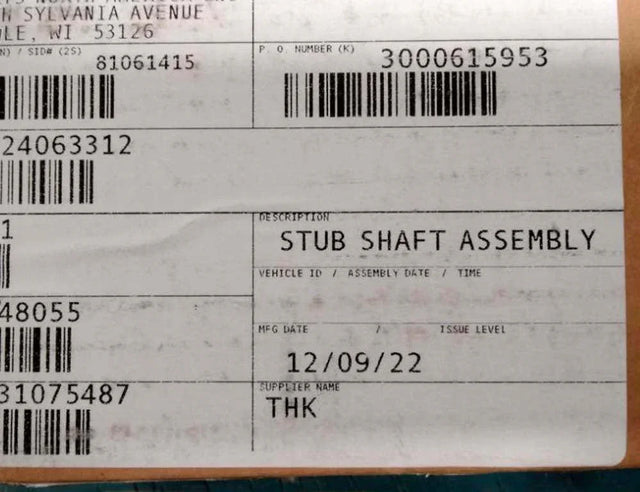 SYLVANIA AVENUE
WI 53126
SID# (2S)
81061415
P. O. NUMBER (K)
3000615953
24063312
1
DESCRIPTION
STUB SHAFT ASSEMBLY
VEHICLE ID / ASSEMBLY DATE / TIME
48055
MFG DATE / ISSUE LEVEL
12/09/22
31075487
SUPPLIER NAME
THK